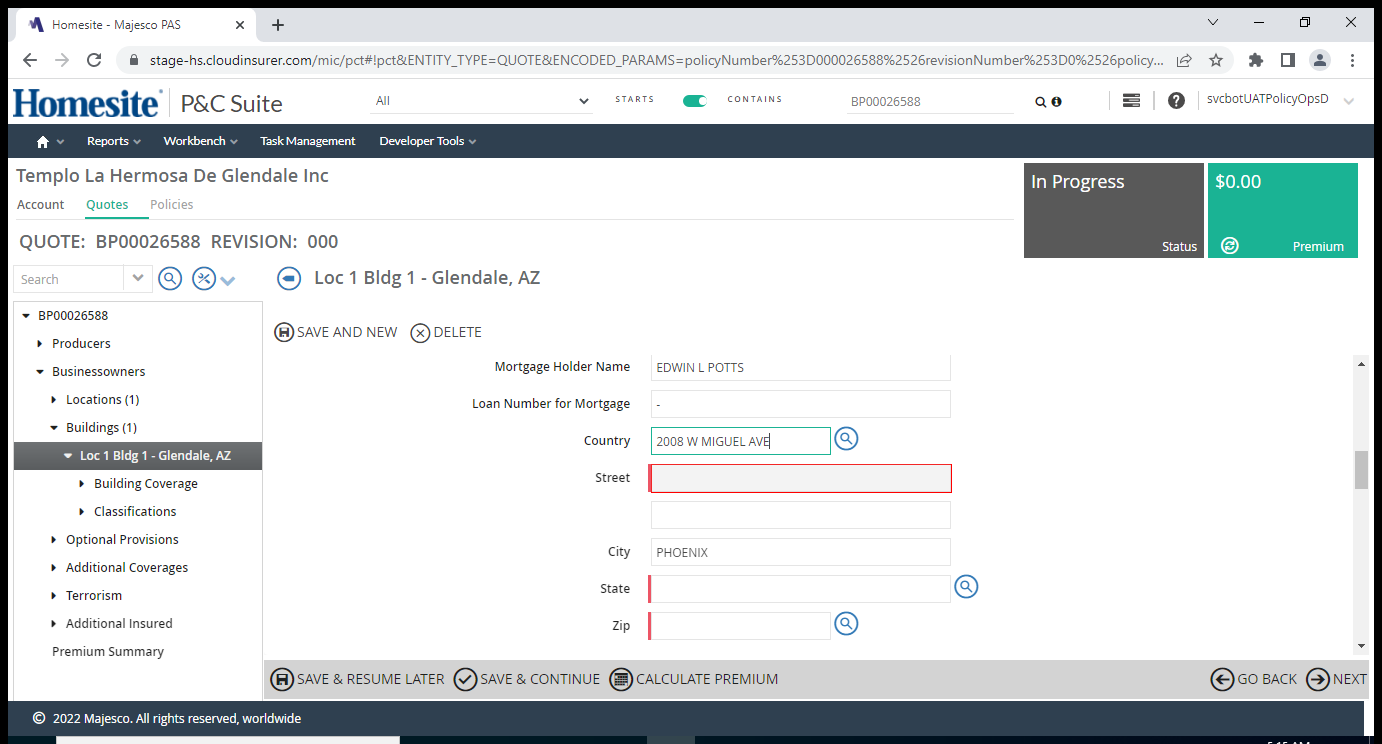 Homesite - Majesco PAS
stage-hs.cloudinsurer.com/mic/pct#!pct&ENTITY_TYPE=QUOTE&ENCODED_PARAMS=policyNumber%253D000026588%2526revisionNumber%253D0%2526policy...
Homesite P&C Suite All STARTS CONTAINS BP00026588 svcbotUATPolicyOpsD
Reports Workbench Task Management Developer Tools
Templo La Hermosa De Glendale Inc
Account Quotes Policies
In Progress
Status
$0.00
Premium
QUOTE: BP00026588 REVISION: 000
Search
Loc 1 Bldg 1 - Glendale, AZ
BP00026588
Producers
Businessowners
Locations (1)
Buildings (1)
Loc 1 Bldg 1 - Glendale, AZ
Building Coverage
Classifications
Optional Provisions
Additional Coverages
Terrorism
Additional Insured
Premium Summary
SAVE AND NEW DELETE
Mortgage Holder Name EDWIN L POTTS
Loan Number for Mortgage -
Country 2008 W MIGUEL AVE
Street
City PHOENIX
State
Zip
SAVE & RESUME LATER SAVE & CONTINUE CALCULATE PREMIUM GO BACK NEXT
© 2022 Majesco. All rights reserved, worldwide